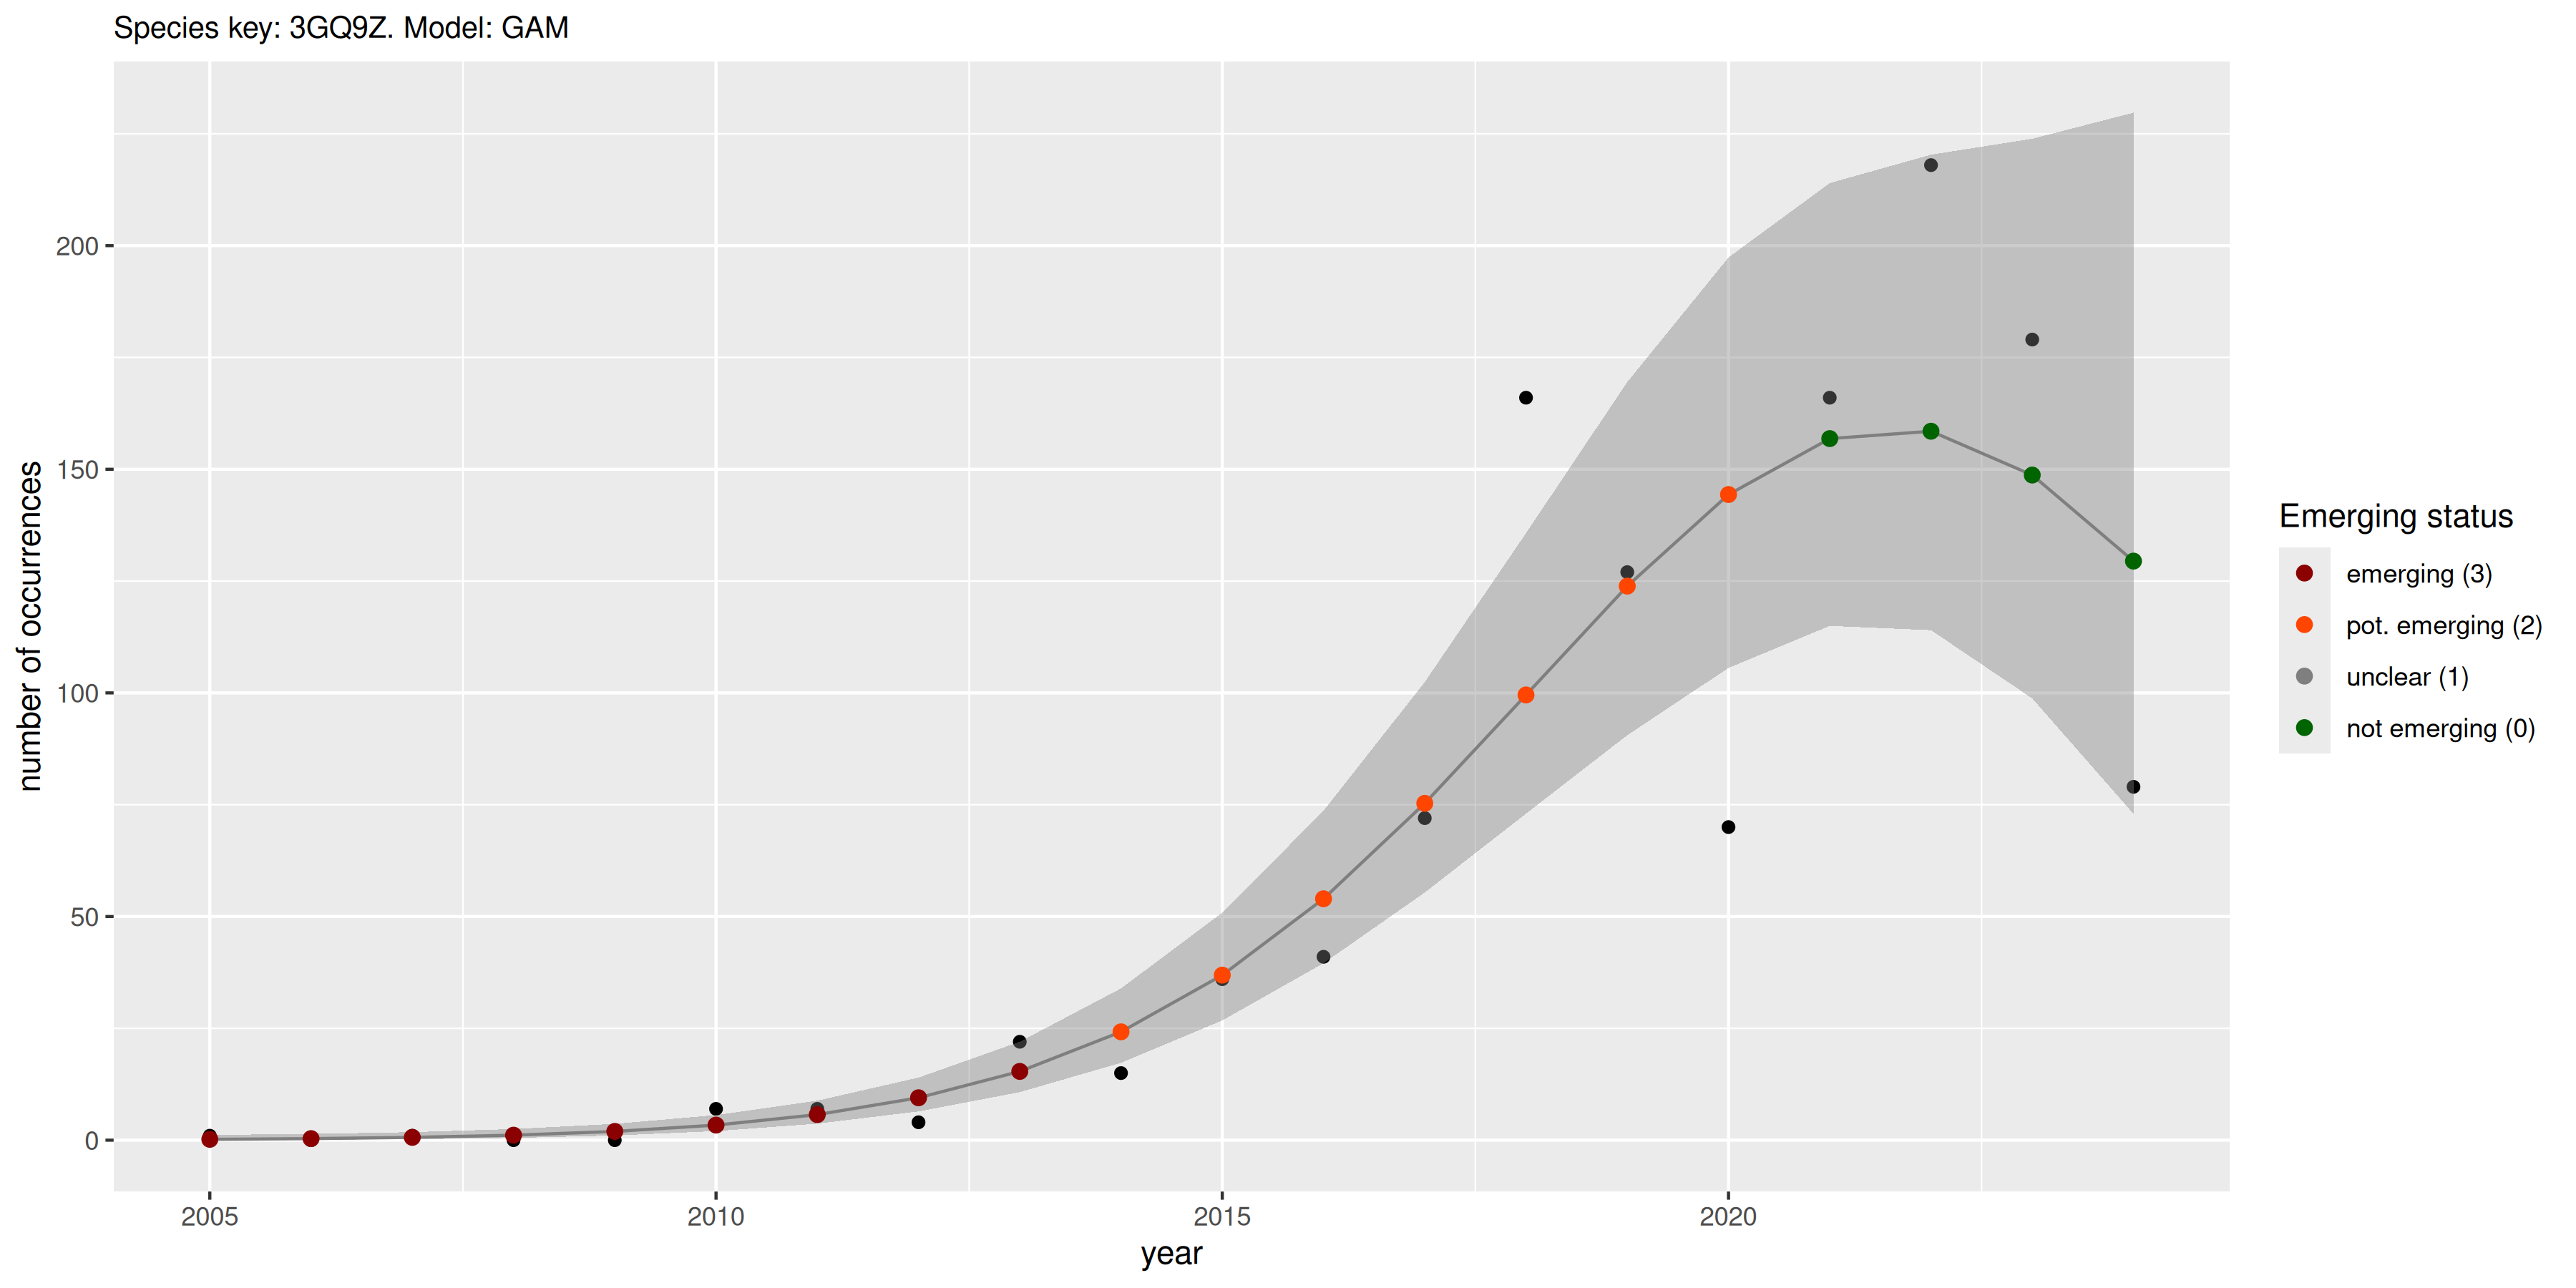 Species key: 3GQ9Z. Model: GAM
200
150
100
50
0
number of occurrences
2005
2010
2015
2020
year
Emerging status
emerging (3)
pot. emerging (2)
unclear (1)
not emerging (0)